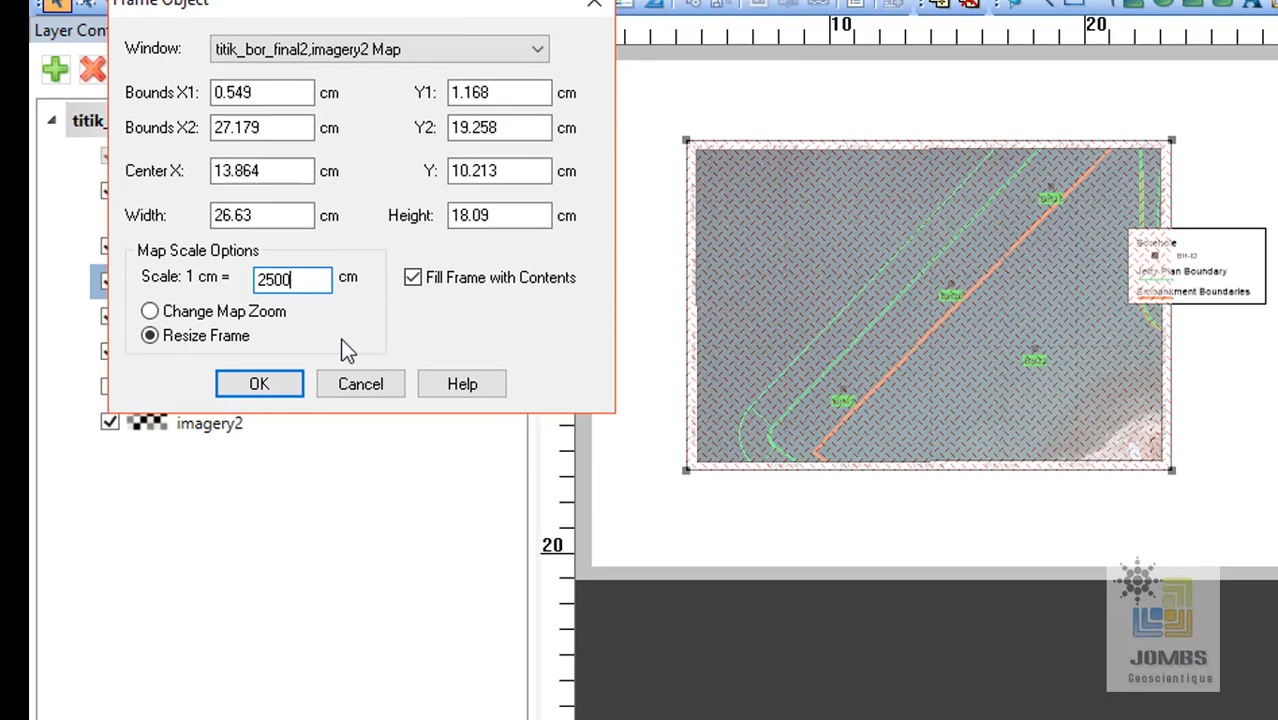 Frame Object
Layer Con
Window: titik_bor_final2,imagery2 Map
Bounds X1: 0.549 cm Y1: 1.168 cm
Bounds X2: 27.179 cm Y2: 19.258 cm
Center X: 13.864 cm Y: 10.213 cm
Width: 26.63 cm Height: 18.09 cm
Map Scale Options
Scale: 1 cm = 2500 cm
Fill Frame with Contents
Change Map Zoom
Resize Frame
OK Cancel Help
titik_
imagery2
10 20
20
Borehole
Jetty Plan Boundary
Embankment Boundaries
JOMBS
Geoscientique